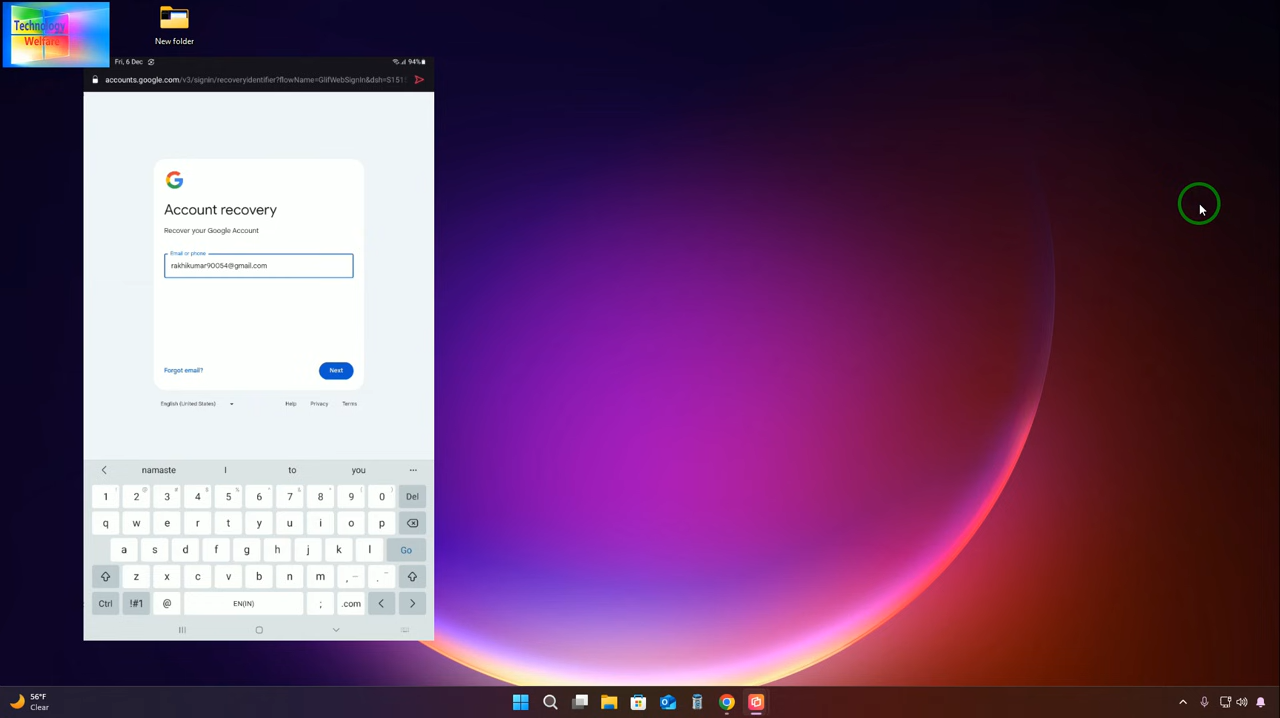 Technology
Welfare
New folder
Fri, 6 Dec
94%
accounts.google.com/v3/signin/recoveryidentifier?flowName=GlifWebSignIn&dsh=S151
Account recovery
Recover your Google Account
Email or phone
rakhikumar90054@gmail.com
Forgot email?
Next
English (United States)
Help
Privacy
Terms
namaste
I
to
you
1 2 3 4 5 6 7 8 9 0 Del
q w e r t y u i o p
a s d f g h j k l Go
z x c v b n m , .
Ctrl !#1 @ EN(IN) ; .com < >
56°F
Clear